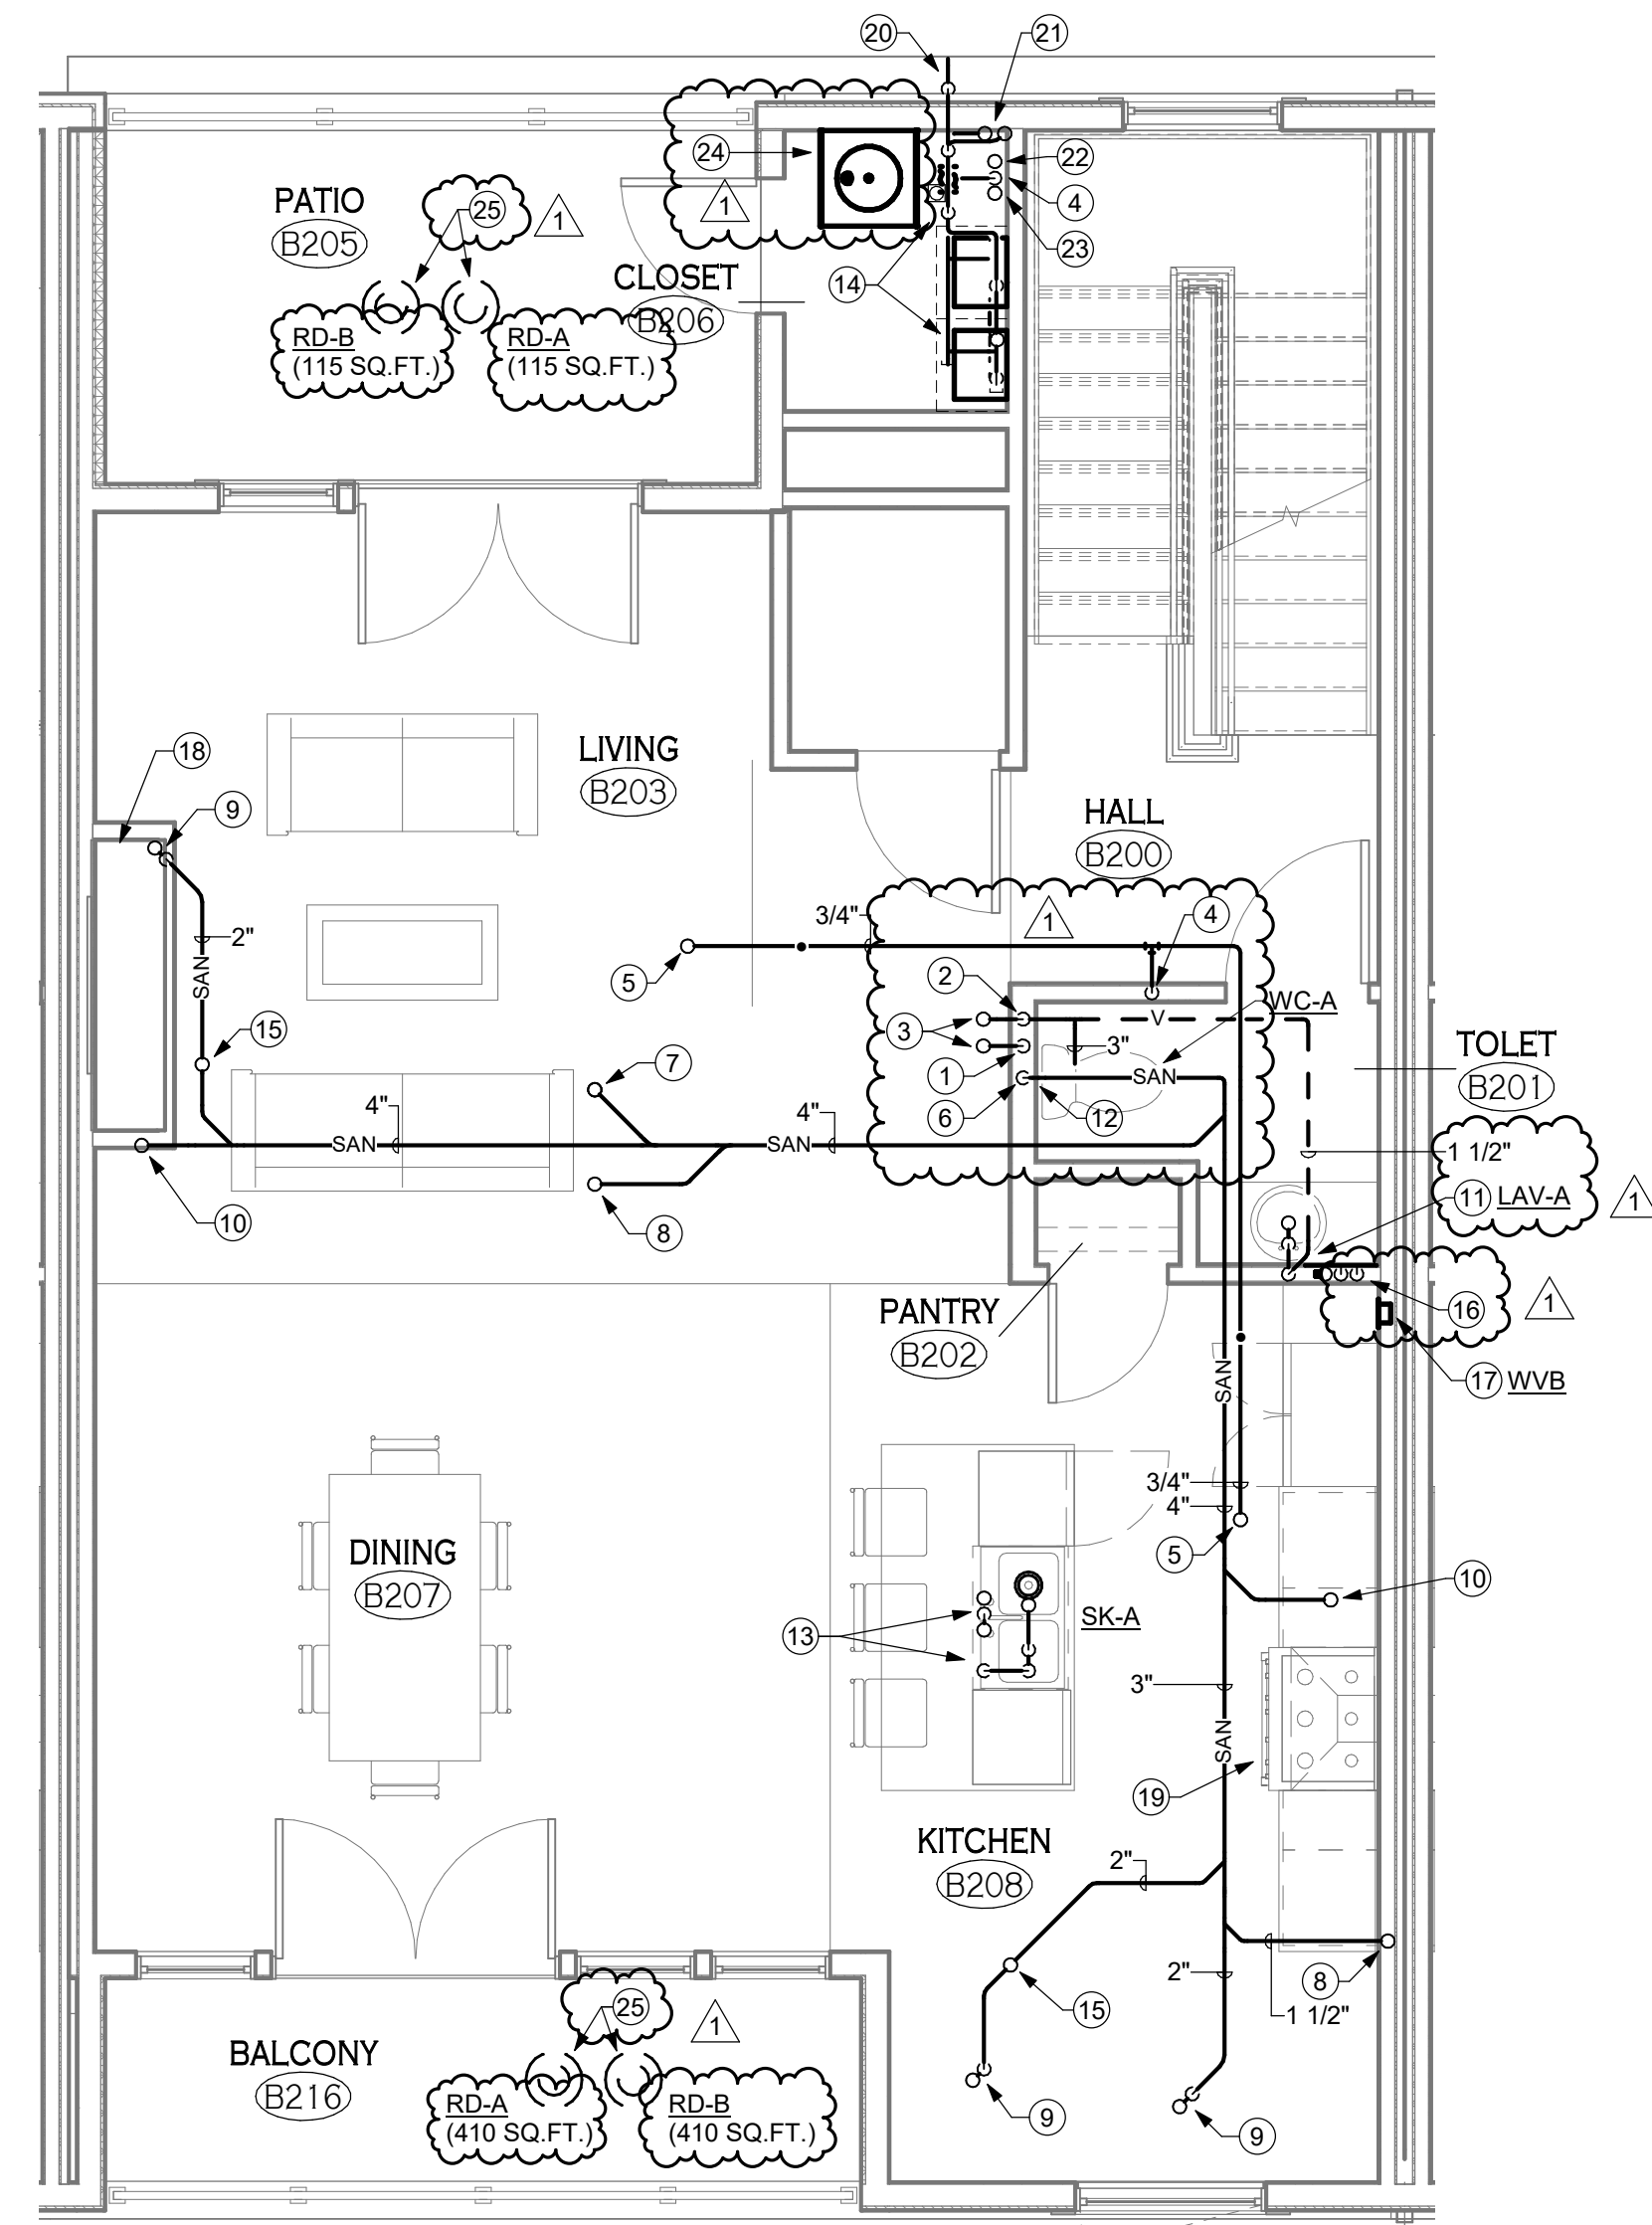 20
21
24
22
1
4
PATIO
25
1
B205
23
CLOSET
14
B206
RD-B
(115 SQ.FT.)
RD-A
(115 SQ.FT.)
18
LIVING
B203
9
HALL
B200
3/4"
1
4
2"
SAN
5
2
WC-A
3
V
15
3"
TOLET
B201
7
1
SAN
4"
4"
6
12
SAN
SAN
1 1/2"
11 LAV-A
1
10
8
PANTRY
B202
16
1
SAN
17 WVB
3/4"
4"
DINING
B207
5
10
13
SK-A
3"
SAN
19
KITCHEN
B208
2"
2"
8
15
1 1/2"
25
1
BALCONY
B216
RD-A
(410 SQ.FT.)
RD-B
(410 SQ.FT.)
9
9